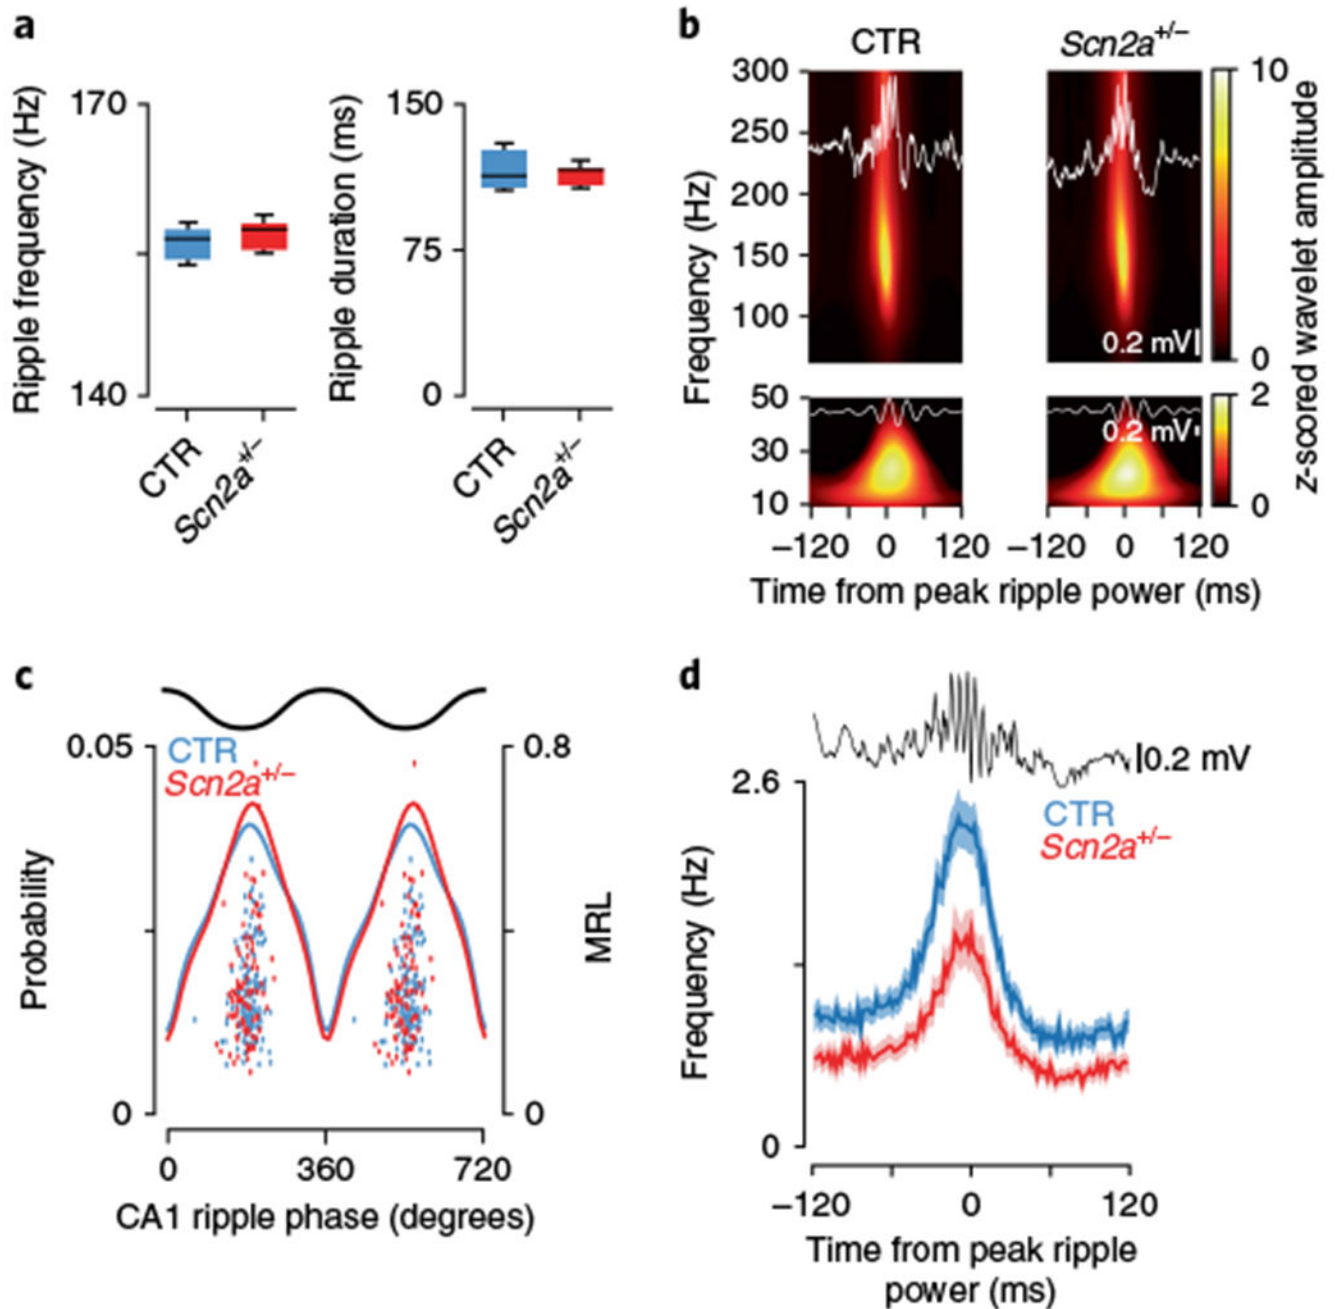 a
Ripple frequency (Hz)
170
140
CTR
Scn2a+/−
Ripple duration (ms)
150
75
0
CTR
Scn2a+/−
b
CTR
Scn2a+/−
Frequency (Hz)
300
250
200
150
100
0.2 mV
50
30
10
0.2 mV
10
0
2
0
z-scored wavelet amplitude
−120 0 120 −120 0 120
Time from peak ripple power (ms)
c
0.05
CTR
Scn2a+/−
0.8
Probability
MRL
0
0
0 360 720
CA1 ripple phase (degrees)
d
0.2 mV
2.6
CTR
Scn2a+/−
Frequency (Hz)
0
−120 0 120
Time from peak ripple
power (ms)